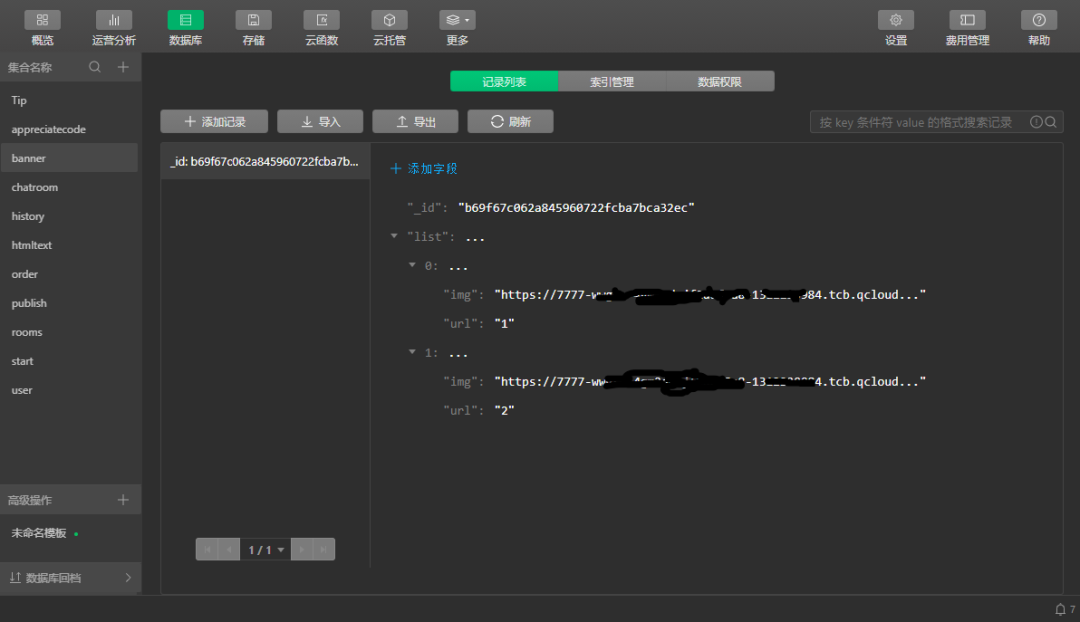 概览 运营分析 数据库 存储 云函数 云托管 更多 设置 费用管理 帮助
集合名称
Tip
appreciatecode
banner
chatroom
history
htmltext
order
publish
rooms
start
user
高级操作
未命名模板
数据库回档
记录列表 索引管理 数据权限
添加记录 导入 导出 刷新
按 key 条件符 value 的格式搜索记录
_id: b69f67c062a845960722fcba7b...
添加字段
"_id": "b69f67c062a845960722fcba7bca32ec"
"list": ...
0: ...
"img": "https://7777-984.tcb.qcloud..."
"url": "1"
1: ...
"img": "https://7777-4.tcb.qcloud..."
"url": "2"
1 / 1
7